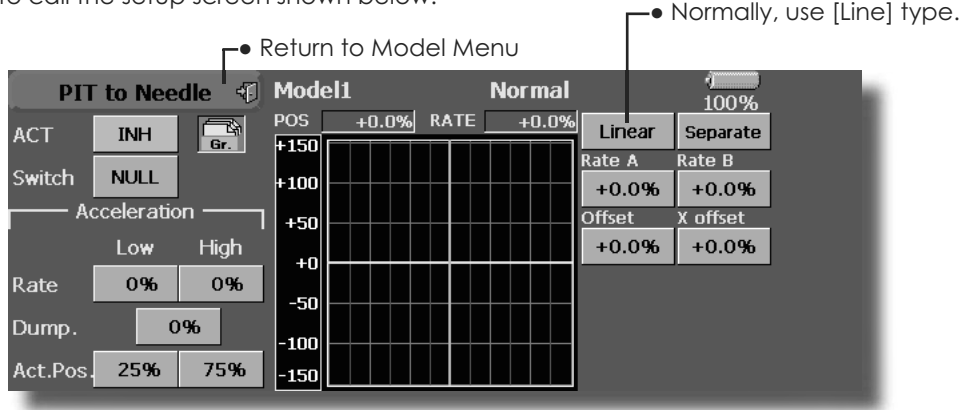 to call the setup screen shown below.
● Normally, use [Line] type.
● Return to Model Menu
PIT to Needle
Model1
Normal
100%
ACT
INH
Gr.
POS
+0.0%
RATE
+0.0%
Linear
Separate
Switch
NULL
Rate A
Rate B
+0.0%
+0.0%
Offset
X offset
+0.0%
+0.0%
Acceleration
Low
High
Rate
0%
0%
Dump.
0%
Act.Pos.
25%
75%
+150
+100
+50
+0
-50
-100
-150